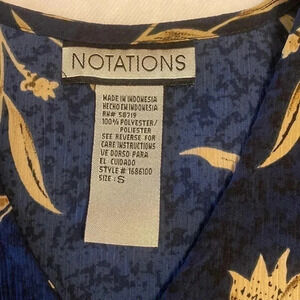 NOTATIONS
MADE IN INDONESIA
HECHO EN INDONESIA
RN# 58719
100% POLYESTER/
POLIESTER
SEE REVERSE FOR
CARE INSTRUCTIONS
VE DORSO PARA
EL CUIDADO
STYLE # 1686100
SIZE: S